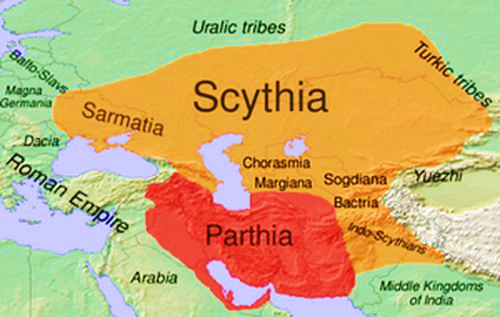 Uralic tribes
Turkic tribes
Balto-Slavs
Magna
Germania
Scythia
Sarmatia
Dacia
Chorasmia
Margiana
Sogdiana
Yuezhi
Bactria
Roman Empire
Parthia
Indo-Scythians
Arabia
Middle Kingdoms
of India